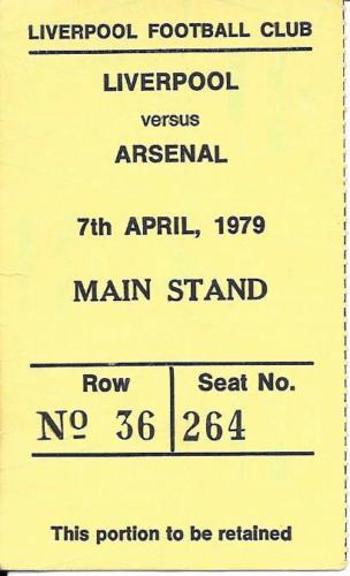 LIVERPOOL FOOTBALL CLUB
LIVERPOOL
versus
ARSENAL
7th APRIL, 1979
MAIN STAND
Row Seat No.
Nº 36 264
This portion to be retained